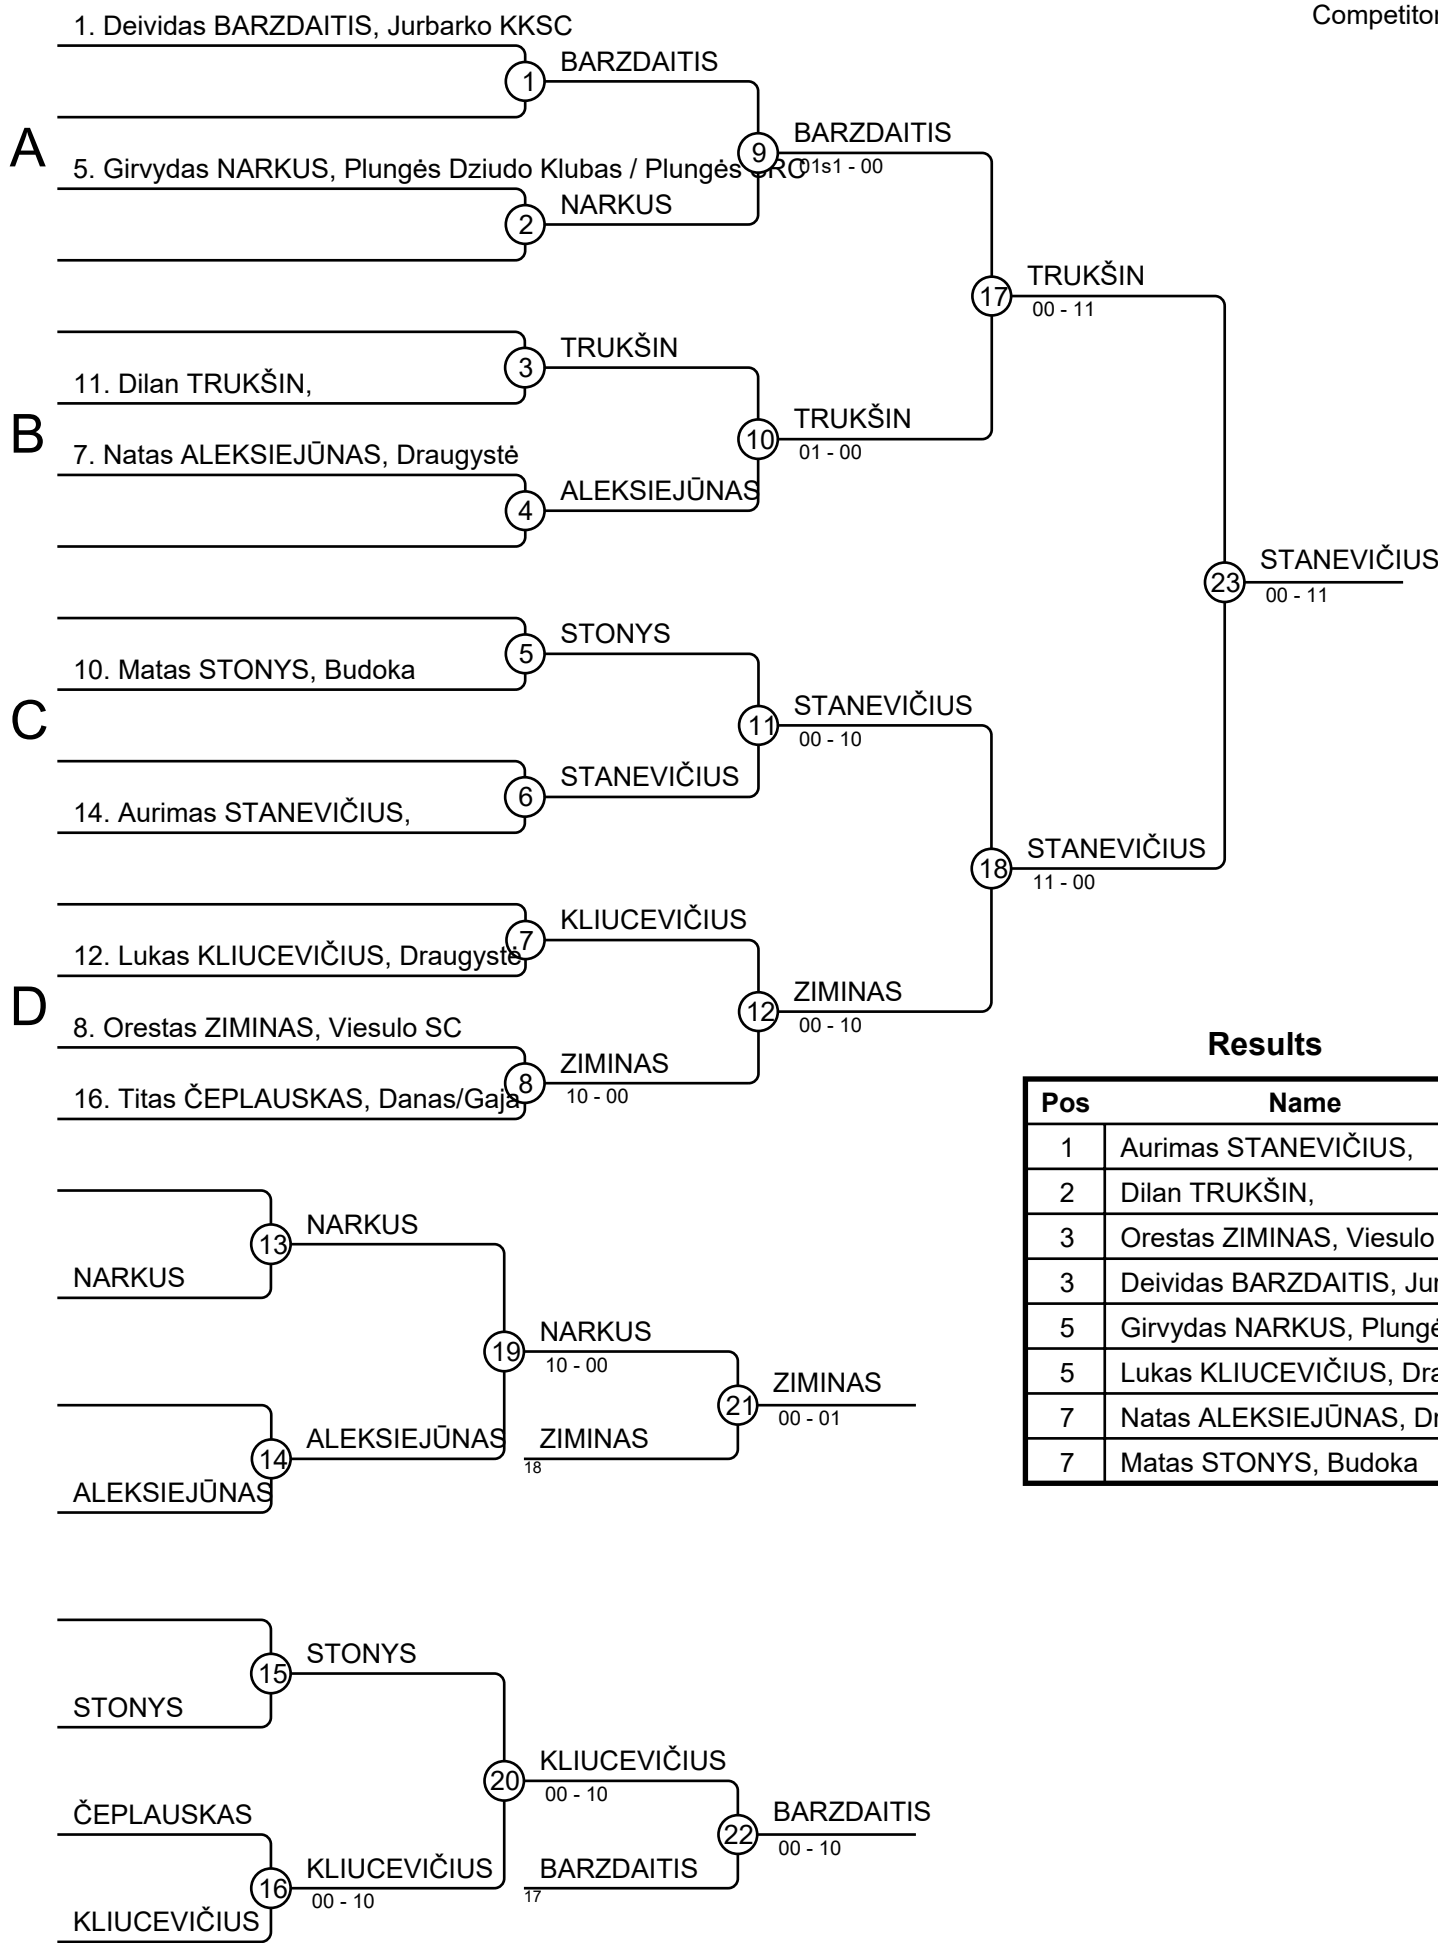 Competitor
1. Deividas BARZDAITIS, Jurbarko KKSC
1
BARZDAITIS
A
9
BARZDAITIS
01s1 - 00
5. Girvydas NARKUS, Plungės Dziudo Klubas / Plungės SRC
2
NARKUS
17
TRUKŠIN
00 - 11
3
TRUKŠIN
11. Dilan TRUKŠIN,
B
10
TRUKŠIN
01 - 00
7. Natas ALEKSIEJŪNAS, Draugystė
4
ALEKSIEJŪNAS
23
STANEVIČIUS
00 - 11
5
STONYS
10. Matas STONYS, Budoka
C
11
STANEVIČIUS
00 - 10
6
STANEVIČIUS
14. Aurimas STANEVIČIUS,
18
STANEVIČIUS
11 - 00
7
KLIUCEVIČIUS
12. Lukas KLIUCEVIČIUS, Draugystė
D
12
ZIMINAS
00 - 10
8. Orestas ZIMINAS, Viesulo SC
8
ZIMINAS
10 - 00
16. Titas ČEPLAUSKAS, Danas/Gaja
Results
Pos Name
1 Aurimas STANEVIČIUS,
2 Dilan TRUKŠIN,
3 Orestas ZIMINAS, Viesulo
3 Deividas BARZDAITIS, Jur
5 Girvydas NARKUS, Plungė
5 Lukas KLIUCEVIČIUS, Dra
7 Natas ALEKSIEJŪNAS, Dr
7 Matas STONYS, Budoka
13
NARKUS
NARKUS
19
NARKUS
10 - 00
14
ALEKSIEJŪNAS
ALEKSIEJŪNAS
21
ZIMINAS
00 - 01
ZIMINAS
18
15
STONYS
STONYS
20
KLIUCEVIČIUS
00 - 10
ČEPLAUSKAS
16
KLIUCEVIČIUS
00 - 10
KLIUCEVIČIUS
22
BARZDAITIS
00 - 10
BARZDAITIS
17